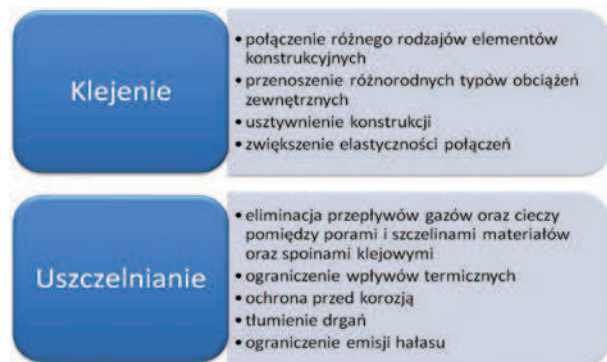 Klejenie
• połączenie różnego rodzajów elementów
konstrukcyjnych
• przenoszenie różnorodnych typów obciążeń
zewnętrznych
• usztywnienie konstrukcji
• zwiększenie elastyczności połączeń
Uszczelnianie
• eliminacja przepływów gazów oraz cieczy
pomiędzy porami i szczelinami materiałów
oraz spoinami klejowymi
• ograniczenie wpływów termicznych
• ochrona przed korozją
• tłumienie drgań
• ograniczenie emisji hałasu